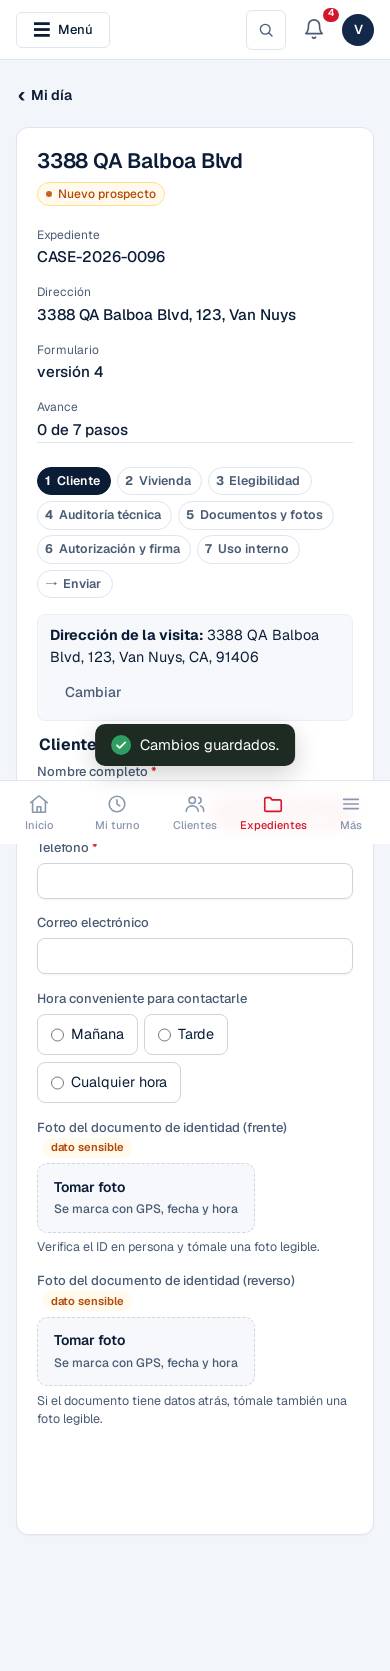 Menú
4
V
‹ Mi día
3388 QA Balboa Blvd
Nuevo prospecto
Expediente
CASE-2026-0096
Dirección
3388 QA Balboa Blvd, 123, Van Nuys
Formulario
versión 4
Avance
0 de 7 pasos
1 Cliente
2 Vivienda
3 Elegibilidad
4 Auditoría técnica
5 Documentos y fotos
6 Autorización y firma
7 Uso interno
→ Enviar
Dirección de la visita: 3388 QA Balboa
Blvd, 123, Van Nuys, CA, 91406
Cambiar
Cliente
Cambios guardados.
Nombre completo *
Inicio
Mi turno
Clientes
Expedientes
Más
Teléfono *
Correo electrónico
Hora conveniente para contactarle
Mañana
Tarde
Cualquier hora
Foto del documento de identidad (frente)
dato sensible
Tomar foto
Se marca con GPS, fecha y hora
Verifica el ID en persona y tómale una foto legible.
Foto del documento de identidad (reverso)
dato sensible
Tomar foto
Se marca con GPS, fecha y hora
Si el documento tiene datos atrás, tómale también una
foto legible.